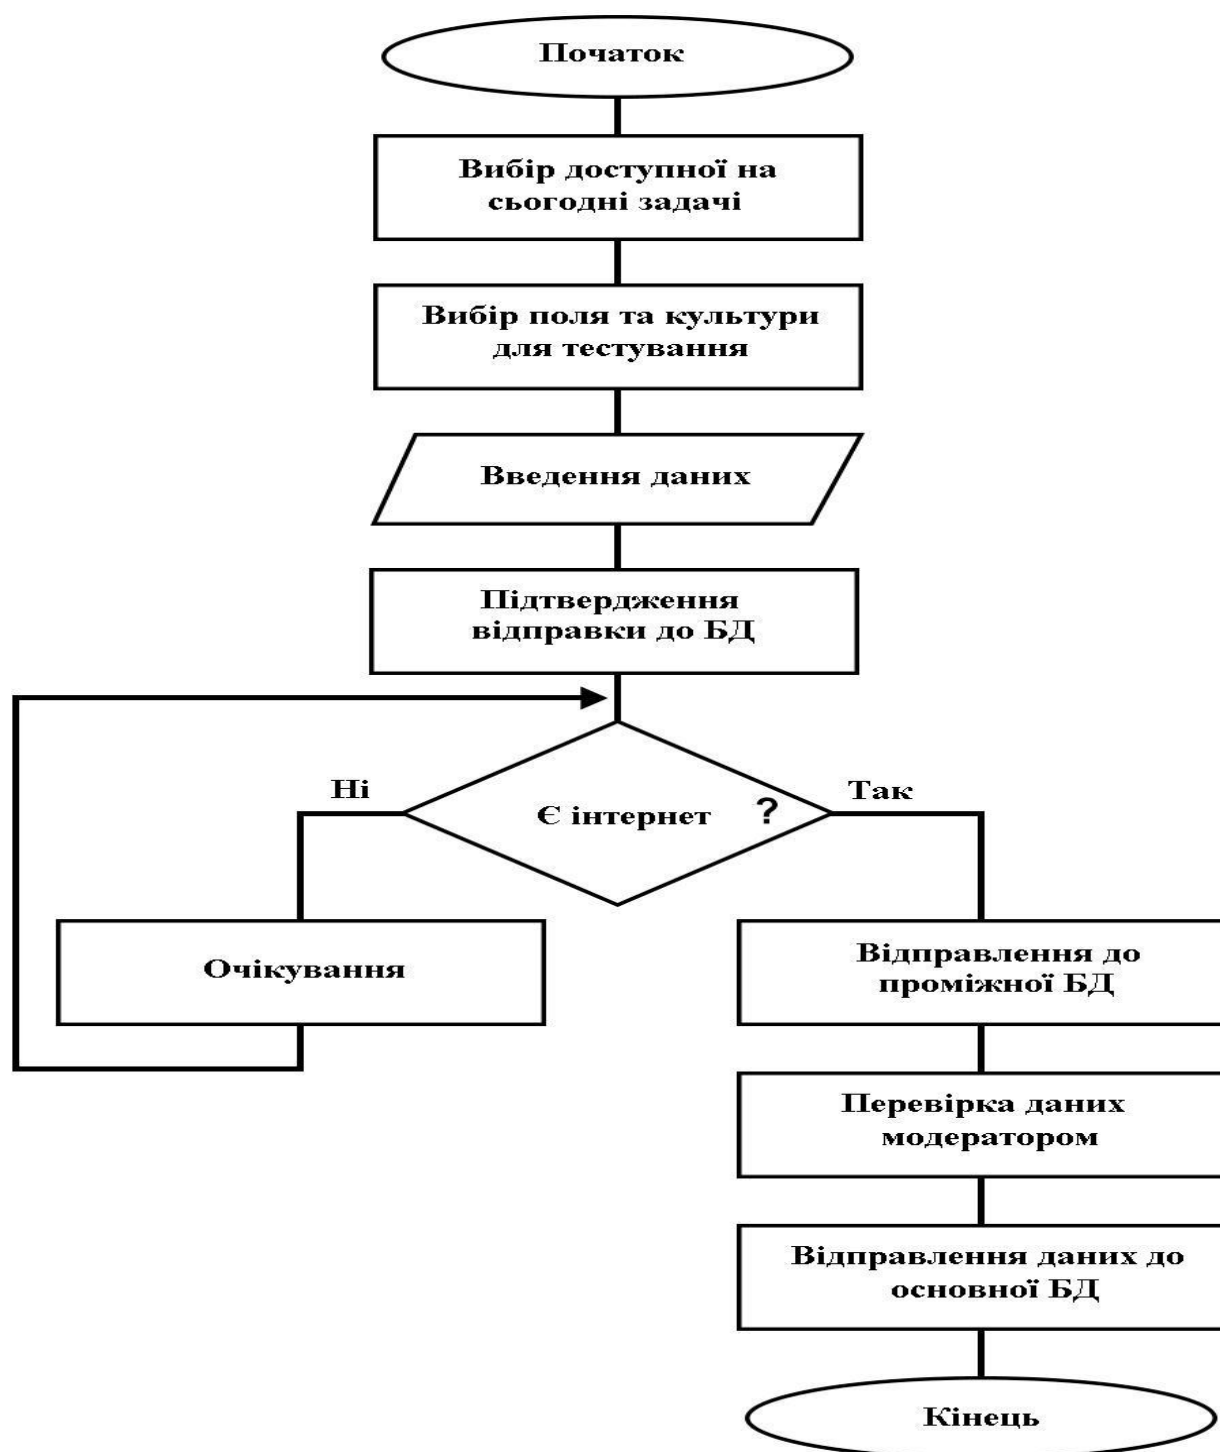 Початок
Вибір доступної на
сьогодні задачі
Вибір поля та культури
для тестування
Введення даних
Підтвердження
відправки до БД
Ні
Є інтернет ?
Так
Очікування
Відправлення до
проміжної БД
Перевірка даних
модератором
Відправлення даних до
основної БД
Кінець